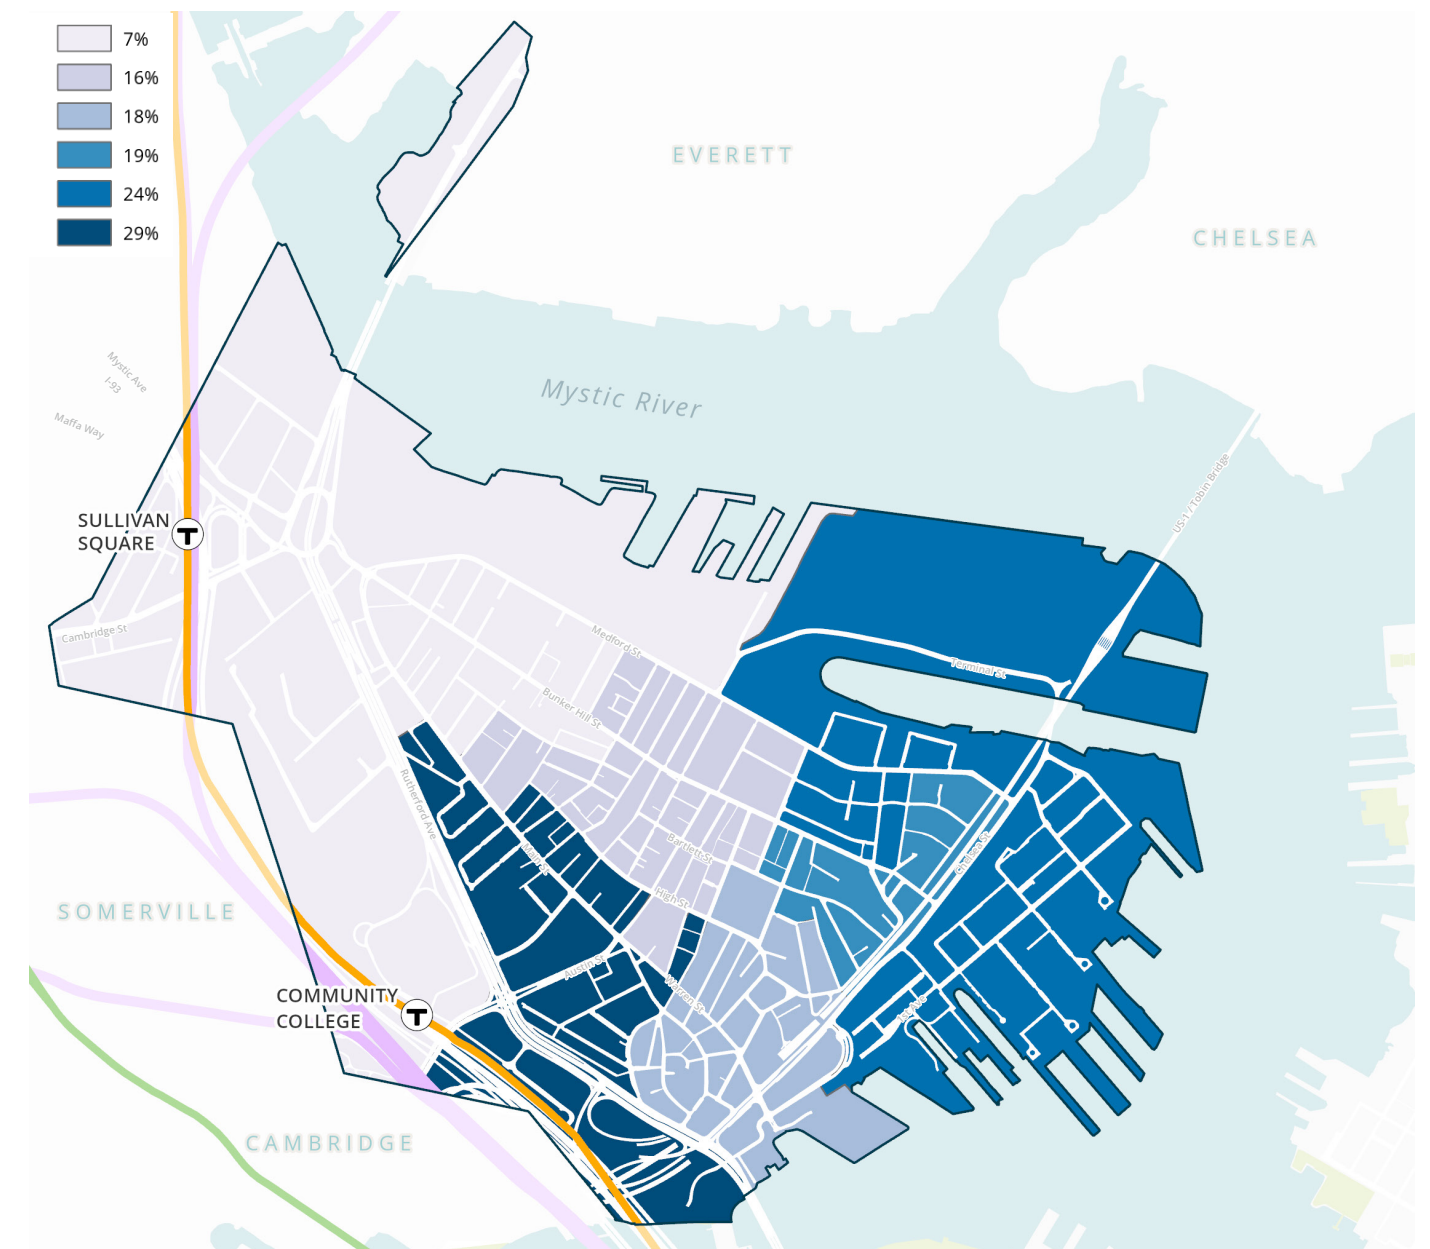 7%
16%
18%
19%
24%
29%
EVERETT
CHELSEA
Mystic Ave
I-93
Maffa Way
Mystic River
US-1 / Tobin Bridge
SULLIVAN
SQUARE
T
Cambridge St
Medford St
Terminal St
Bunker Hill St
Rutherford Ave
Main St
Bartlett St
Chelsea St
High St
SOMERVILLE
Austin St
Warren St
1st Ave
COMMUNITY
COLLEGE
T
CAMBRIDGE